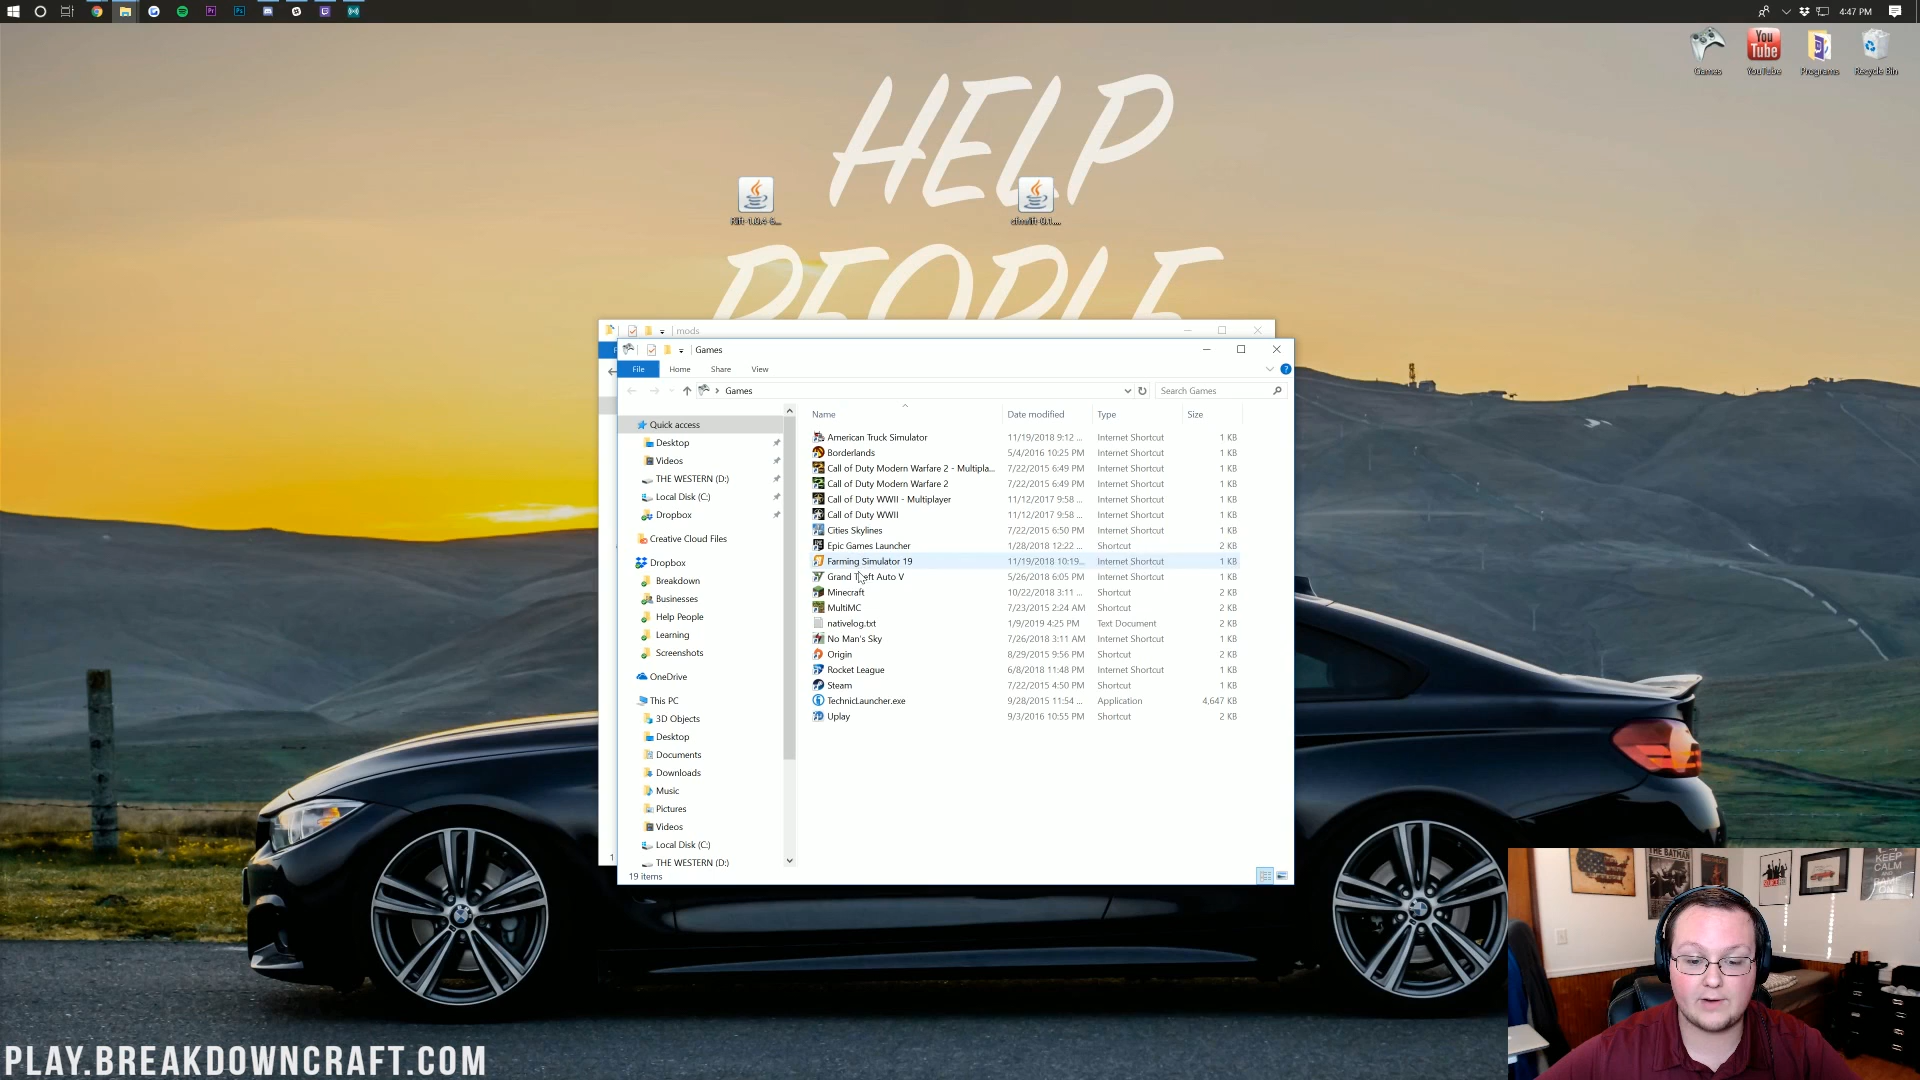 4:47 PM
Games
YouTube
Programs
Recycle Bin
HELP
PEOPLE
Rift-1.0.4-6...
mods
Games
File
Home
Share
View
Games
Search Games
Quick access
Desktop
Videos
THE WESTERN (D:)
Local Disk (C:)
Dropbox
Creative Cloud Files
Dropbox
Breakdown
Businesses
Help People
Learning
Screenshots
OneDrive
This PC
3D Objects
Desktop
Documents
Downloads
Music
Pictures
Videos
Local Disk (C:)
THE WESTERN (D:)
Name Date modified Type Size
American Truck Simulator 11/19/2018 9:12 ... Internet Shortcut 1 KB
Borderlands 5/4/2016 10:25 PM Internet Shortcut 1 KB
Call of Duty Modern Warfare 2 - Multipla... 7/22/2015 6:49 PM Internet Shortcut 1 KB
Call of Duty Modern Warfare 2 7/22/2015 6:49 PM Internet Shortcut 1 KB
Call of Duty WWII - Multiplayer 11/12/2017 9:58 ... Internet Shortcut 1 KB
Call of Duty WWII 11/12/2017 9:58 ... Internet Shortcut 1 KB
Cities Skylines 7/22/2015 6:50 PM Internet Shortcut 1 KB
Epic Games Launcher 1/28/2018 12:22 ... Shortcut 2 KB
Farming Simulator 19 11/19/2018 10:19... Internet Shortcut 1 KB
Grand Theft Auto V 5/26/2018 6:05 PM Internet Shortcut 1 KB
Minecraft 10/22/2018 3:11 ... Shortcut 2 KB
MultiMC 7/23/2015 2:24 AM Shortcut 2 KB
nativelog.txt 1/9/2019 4:25 PM Text Document 2 KB
No Man's Sky 7/26/2018 3:11 AM Internet Shortcut 1 KB
Origin 8/29/2015 9:56 PM Shortcut 2 KB
Rocket League 6/8/2018 11:48 PM Internet Shortcut 1 KB
Steam 7/22/2015 4:50 PM Shortcut 1 KB
TechnicLauncher.exe 9/28/2015 11:54 ... Application 4,647 KB
Uplay 9/3/2016 10:55 PM Shortcut 2 KB
19 items
THE BATMAN
KEEP
CALM
AND
PLAY.BREAKDOWNCRAFT.COM